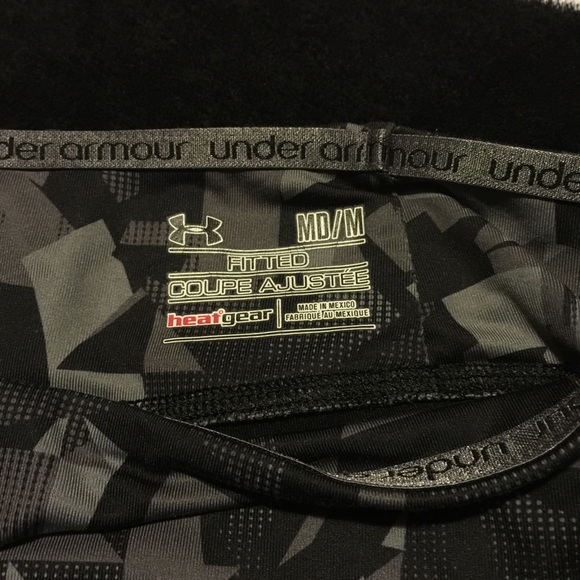 under armour under armour under
MD/M
FITTED
COUPE AJUSTÉE
heatgear
MADE IN MEXICO
FABRIQUÉ AU MEXIQUE
under